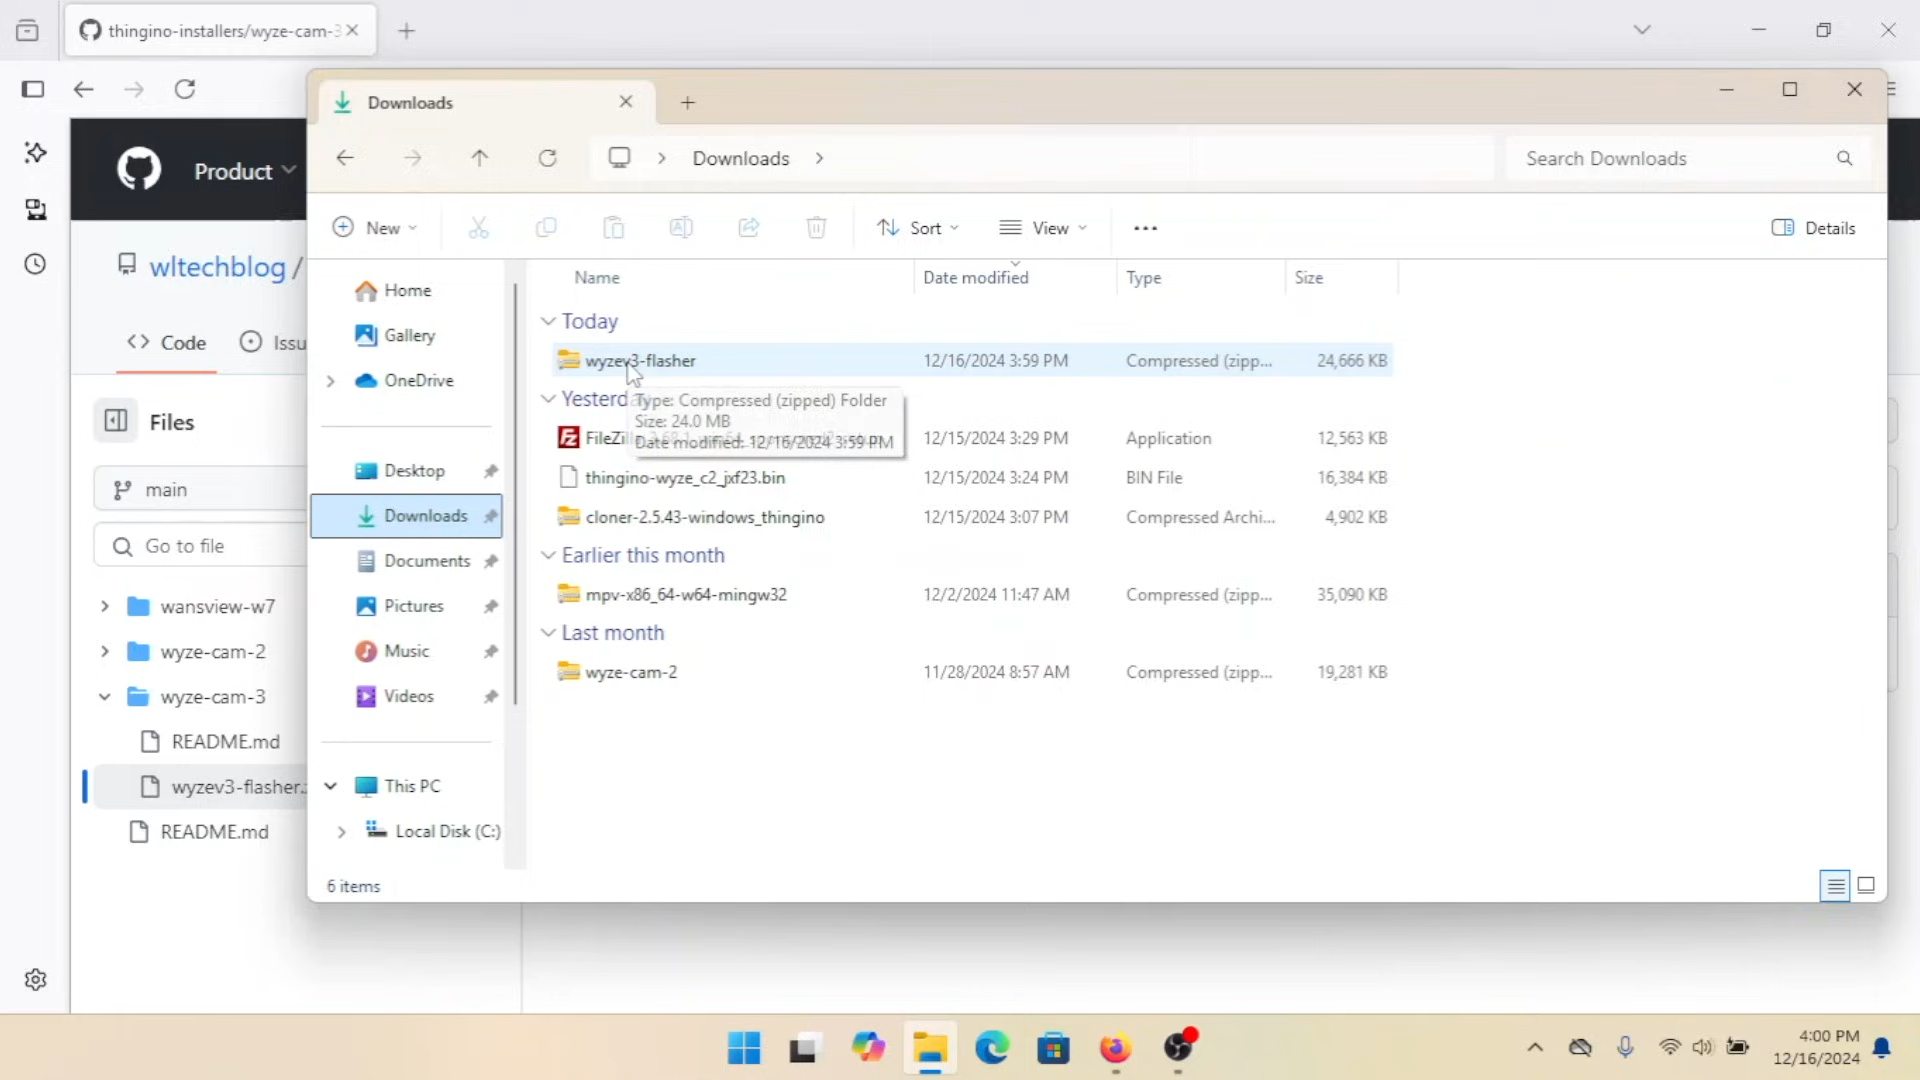 thingino-installers/wyze-cam-3
Downloads
Product
Downloads
Search Downloads
New
Sort
View
Details
wltechblog /
Code
Issu
Files
main
Go to file
wansview-w7
wyze-cam-2
wyze-cam-3
README.md
wyzev3-flasher.
README.md
Home
Gallery
OneDrive
Desktop
Downloads
Documents
Pictures
Music
Videos
This PC
Local Disk (C:)
Name Date modified Type Size
Today
wyzev3-flasher 12/16/2024 3:59 PM Compressed (zipp... 24,666 KB
Yesterd
Type: Compressed (zipped) Folder
Size: 24.0 MB
Date modified: 12/16/2024 3:59 PM
FileZi 12/15/2024 3:29 PM Application 12,563 KB
thingino-wyze_c2_jxf23.bin 12/15/2024 3:24 PM BIN File 16,384 KB
cloner-2.5.43-windows_thingino 12/15/2024 3:07 PM Compressed Archi... 4,902 KB
Earlier this month
mpv-x86_64-w64-mingw32 12/2/2024 11:47 AM Compressed (zipp... 35,090 KB
Last month
wyze-cam-2 11/28/2024 8:57 AM Compressed (zipp... 19,281 KB
6 items
4:00 PM
12/16/2024